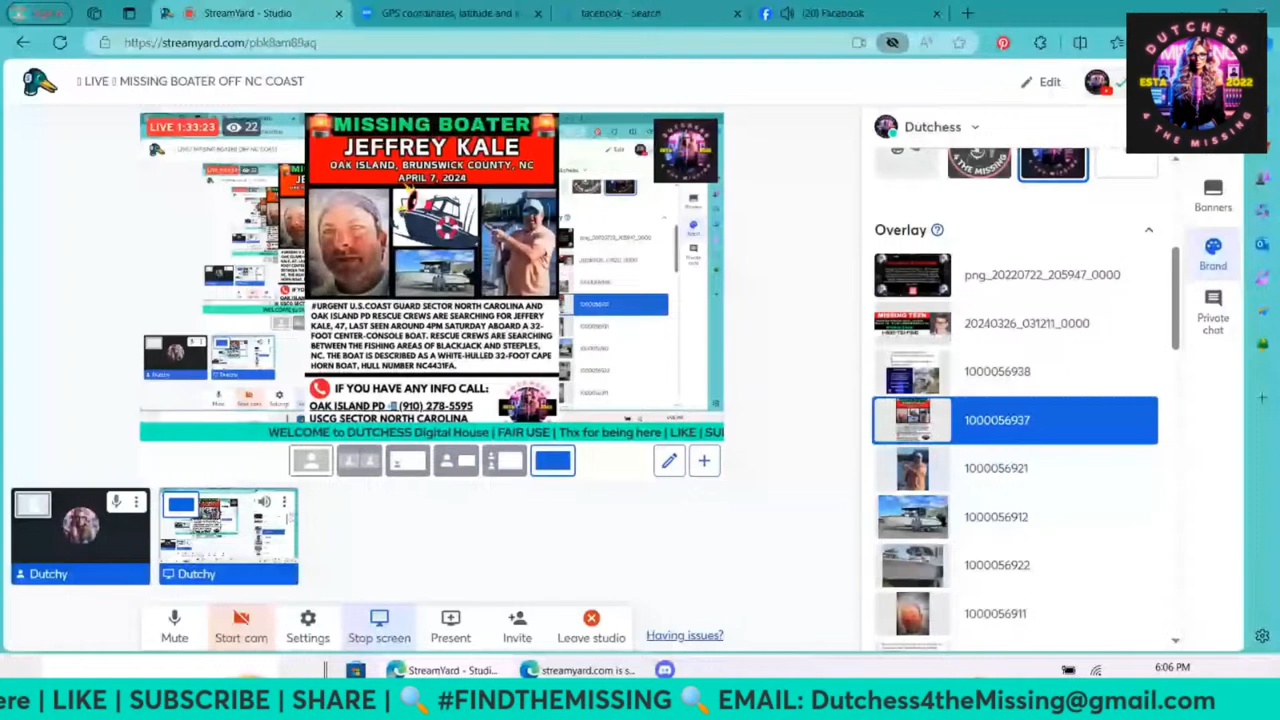 StreamYard - Studio
GPS coordinates, latitude and l
facebook - Search
(20) Facebook
https://streamyard.com/pbk8am89aq
LIVE MISSING BOATER OFF NC COAST
Edit
DUTCHESS
ESTA 2022
4 THE MISSING
LIVE 1:33:23 22
MISSING BOATER
JEFFREY KALE
OAK ISLAND, BRUNSWICK COUNTY, NC
APRIL 7, 2024
#URGENT U.S.COAST GUARD SECTOR NORTH CAROLINA AND
OAK ISLAND PD RESCUE CREWS ARE SEARCHING FOR JEFFERY
KALE, 47, LAST SEEN AROUND 4PM SATURDAY ABOARD A 32-
FOOT CENTER-CONSOLE BOAT. RESCUE CREWS ARE SEARCHING
BETWEEN THE FISHING AREAS OF BLACKJACK AND STEEPLES,
NC. THE BOAT IS DESCRIBED AS A WHITE-HULLED 32-FOOT CAPE
HORN BOAT, HULL NUMBER NC4431FA.
IF YOU HAVE ANY INFO CALL:
OAK ISLAND PD (910) 278-5595
USCG SECTOR NORTH CAROLINA
WELCOME to DUTCHESS Digital House | FAIR USE | Thx for being here | LIKE | SU
Dutchy
Dutchy
Mute
Start cam
Settings
Stop screen
Present
Invite
Leave studio
Having issues?
Dutchess
Overlay
png_20220722_205947_0000
20240326_031211_0000
1000056938
1000056937
1000056921
1000056912
1000056922
1000056911
Banners
Brand
Private
chat
StreamYard - Studi...
streamyard.com is s...
6:06 PM
ere | LIKE | SUBSCRIBE | SHARE | 🔍 #FINDTHEMISSING 🔍 EMAIL: Dutchess4theMissing@gmail.com